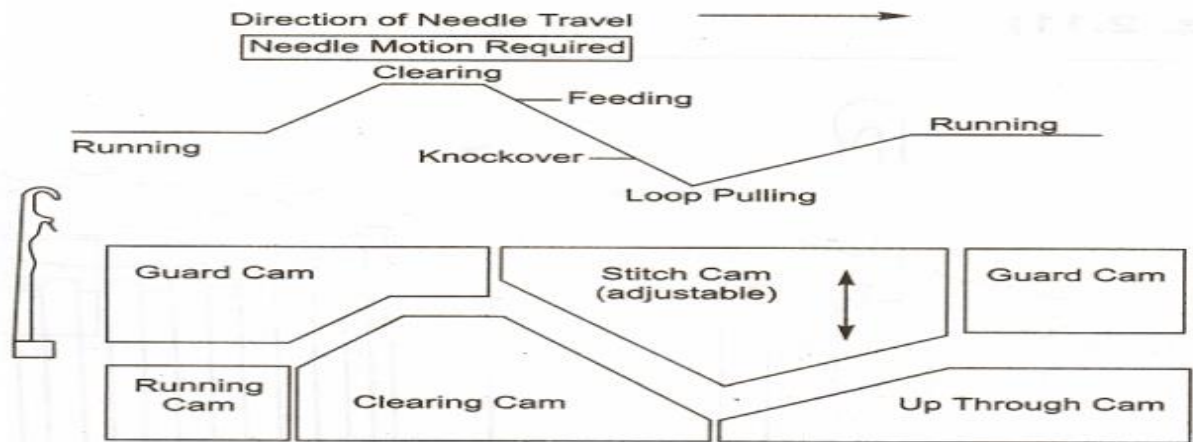 Direction of Needle Travel
Needle Motion Required
Clearing
Feeding
Running
Running
Knockover
Loop Pulling
Guard Cam
Stitch Cam
(adjustable)
Guard Cam
Running
Cam
Clearing Cam
Up Through Cam